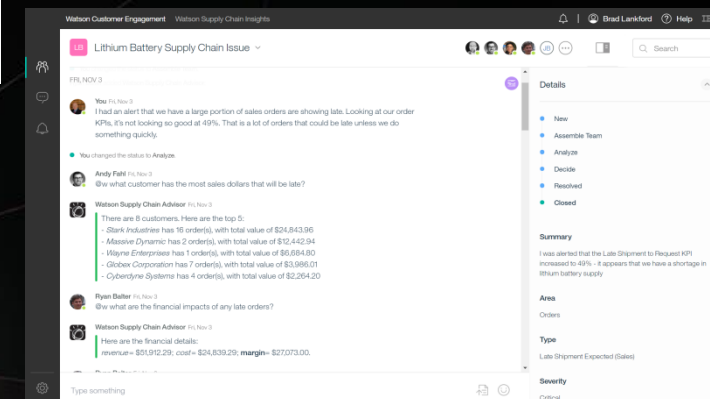 Watson Customer Engagement Watson Supply Chain Insights
Brad Lankford Help
LB Lithium Battery Supply Chain Issue
JB
Search
FRI, NOV 3
You Fri, Nov 3
I had an alert that we have a large portion of sales orders are showing late. Looking at our order
KPIs, it's not looking so good at 49%. That is a lot of orders that could be late unless we do
something quickly.
You changed the status to Analyze.
Andy Fahl Fri, Nov 3
@w what customer has the most sales dollars that will be late?
Watson Supply Chain Advisor Fri, Nov 3
There are 8 customers. Here are the top 5:
- Stark Industries has 16 order(s), with total value of $24,843.96
- Massive Dynamic has 2 order(s), with total value of $12,442.94
- Wayne Enterprises has 1 order(s), with total value of $6,684.80
- Globex Corporation has 7 order(s), with total value of $3,986.01
- Cyberdyne Systems has 4 order(s), with total value of $2,264.20
Ryan Balter Fri, Nov 3
@w what are the financial impacts of any late orders?
Watson Supply Chain Advisor Fri, Nov 3
Here are the financial details:
revenue= $51,912.29; cost= $24,839.29; margin= $27,073.00.
Type something
Details
New
Assemble Team
Analyze
Decide
Resolved
Closed
Summary
I was alerted that the Late Shipment to Request KPI
increased to 49% - it appears that we have a shortage in
lithium battery supply
Area
Orders
Type
Late Shipment Expected (Sales)
Severity
Critical